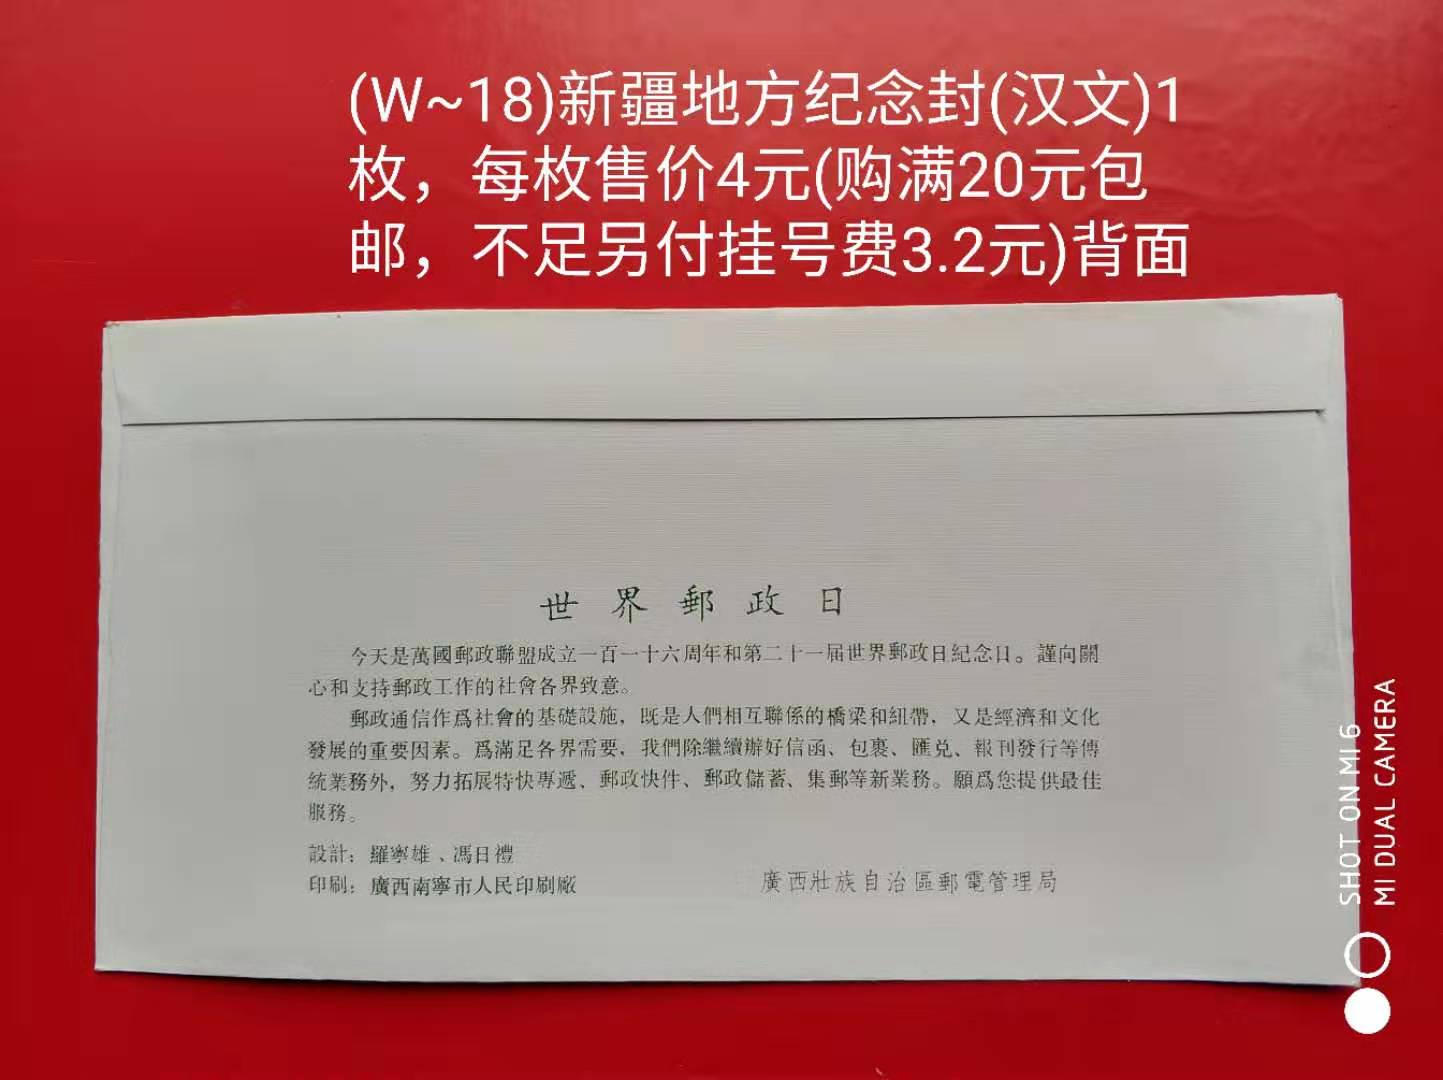 (W~18)新疆地方纪念封(汉文)1
枚，每枚售价4元(购满20元包
邮，不足另付挂号费3.2元)背面
世界郵政日
今天是萬國郵政聯盟成立一百一十六周年和第二十一届世界郵政日紀念日。謹向關
心和支持郵政工作的社會各界致意。
郵政通信作爲社會的基礎設施，既是人們相互聯係的橋梁和紐帶，又是經濟和文化
發展的重要因素。爲滿足各界需要，我們除繼續辦好信函、包裹、匯兑、報刊發行等傳
統業務外，努力拓展特快專遞、郵政快件、郵政儲蓄、集郵等新業務。願爲您提供最佳
服務。
設計：羅寧雄、馮日禮
印刷：廣西南寧市人民印刷廠
廣西壯族自治區郵電管理局
SHOT ON MI 6
MI DUAL CAMERA